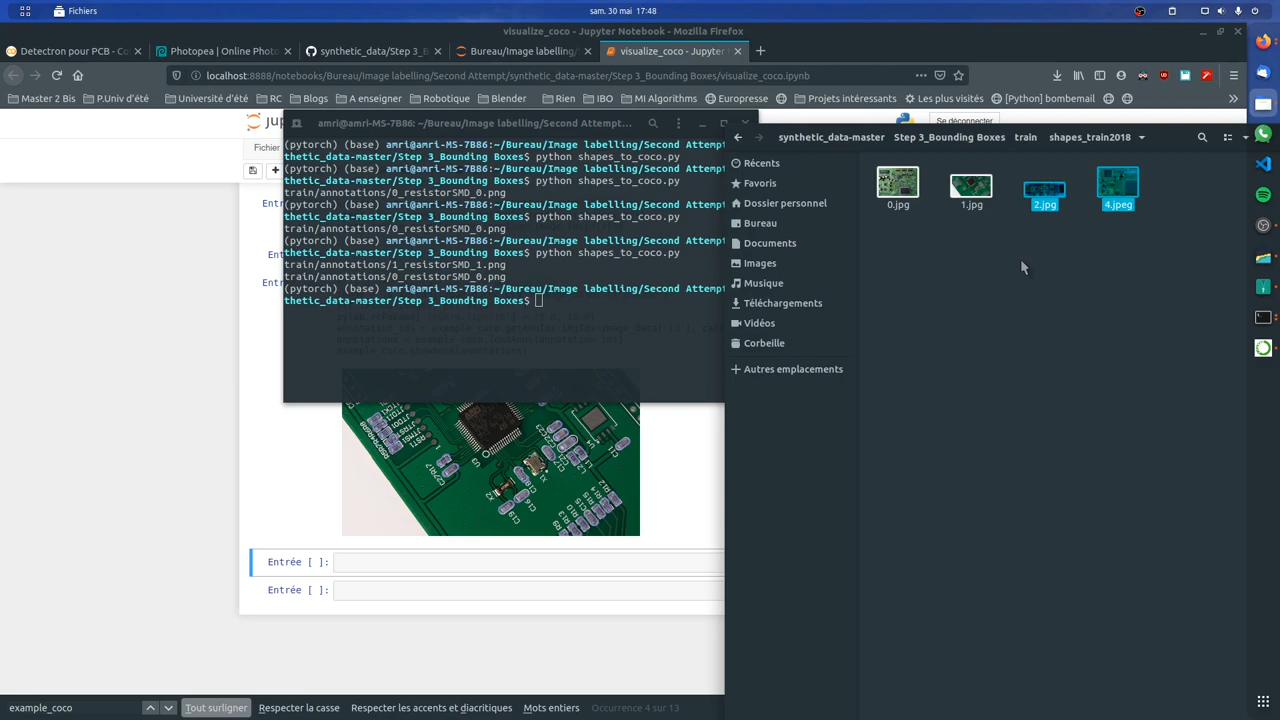 Fichiers
sam. 30 mai 17:48
visualize_coco - Jupyter Notebook - Mozilla Firefox
Detectron pour PCB - Co
Photopea | Online Photo
synthetic_data/Step 3_B
Bureau/Image labelling/
visualize_coco - Jupyter
localhost:8888/notebooks/Bureau/Image labelling/Second Attempt/synthetic_data-master/Step 3_Bounding Boxes/visualize_coco.ipynb
Master 2 Bis
P.Univ d'été
Université d'été
RC
Blogs
A enseigner
Robotique
Blender
Rien
IBO
MI Algorithms
Europresse
Projets intéressants
Les plus visités
[Python] bombemail
Se déconnecter
Fichier
amri@amri-MS-7B86: ~/Bureau/Image labelling/Second Attempt...
(pytorch) (base) amri@amri-MS-7B86:~/Bureau/Image labelling/Second Attempt
thetic_data-master/Step 3_Bounding Boxes$ python shapes_to_coco.py
(pytorch) (base) amri@amri-MS-7B86:~/Bureau/Image labelling/Second Attempt
thetic_data-master/Step 3_Bounding Boxes$ python shapes_to_coco.py
train/annotations/0_resistorSMD_0.png
(pytorch) (base) amri@amri-MS-7B86:~/Bureau/Image labelling/Second Attempt
thetic_data-master/Step 3_Bounding Boxes$ python shapes_to_coco.py
train/annotations/0_resistorSMD_0.png
(pytorch) (base) amri@amri-MS-7B86:~/Bureau/Image labelling/Second Attempt
thetic_data-master/Step 3_Bounding Boxes$ python shapes_to_coco.py
train/annotations/1_resistorSMD_1.png
train/annotations/0_resistorSMD_0.png
(pytorch) (base) amri@amri-MS-7B86:~/Bureau/Image labelling/Second Attempt
thetic_data-master/Step 3_Bounding Boxes$
synthetic_data-master
Step 3_Bounding Boxes
train
shapes_train2018
Récents
Favoris
Dossier personnel
Bureau
Documents
Images
Musique
Téléchargements
Vidéos
Corbeille
Autres emplacements
0.jpg
1.jpg
2.jpg
4.jpeg
Entrée [ ]:
Entrée [ ]:
example_coco
Tout surligner
Respecter la casse
Respecter les accents et diacritiques
Mots entiers
Occurrence 4 sur 13